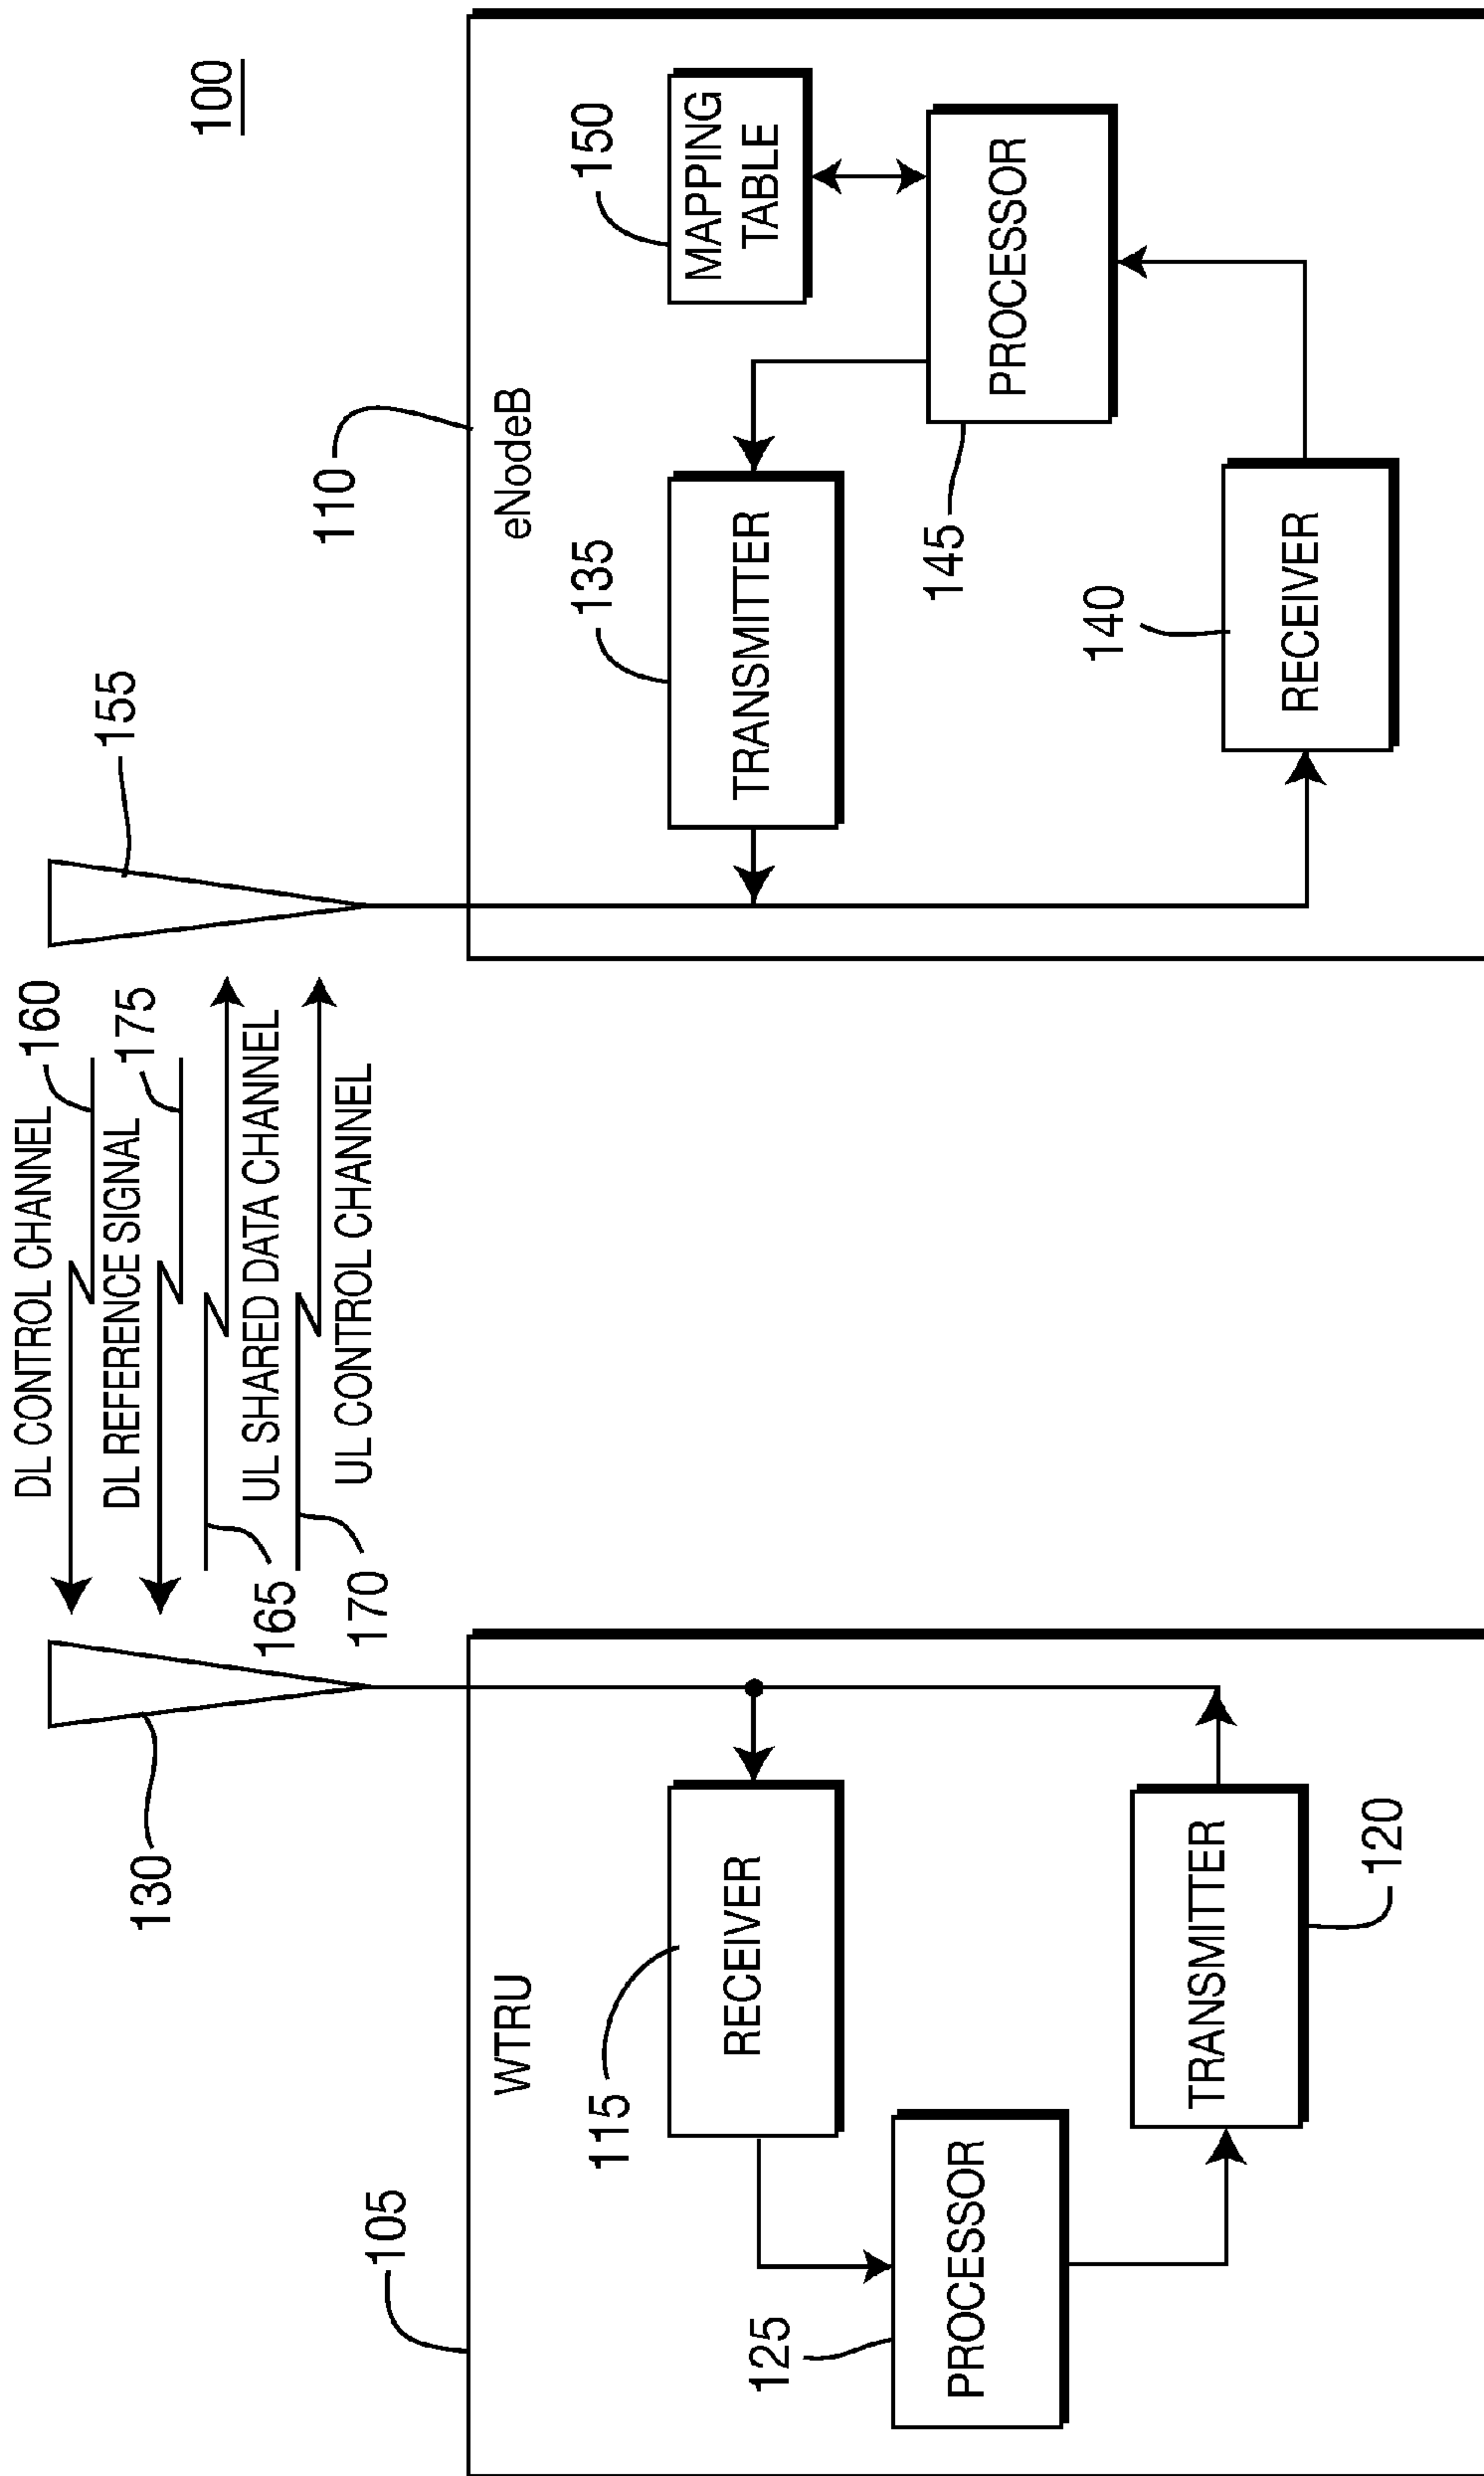 100
130
DL CONTROL CHANNEL
160
DL REFERENCE SIGNAL
175
UL SHARED DATA CHANNEL
165
UL CONTROL CHANNEL
170
155
105
WTRU
115
RECEIVER
125
PROCESSOR
TRANSMITTER
120
110
eNodeB
135
TRANSMITTER
150
MAPPING
TABLE
145
PROCESSOR
140
RECEIVER